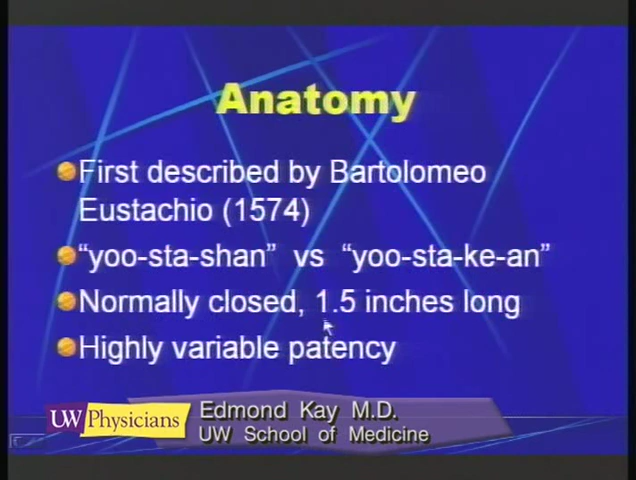 Anatomy
First described by Bartolomeo
Eustachio (1574)
“yoo-sta-shan” vs “yoo-sta-ke-an”
Normally closed, 1.5 inches long
Highly variable patency
UW Physicians
Edmond Kay M.D.
UW School of Medicine